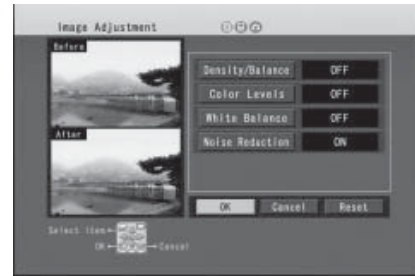 Image Adjustment
Before
Density/Balance OFF
Color Levels OFF
White Balance OFF
After
Noise Reduction ON
OK Cancel Reset
Select Item
OK Cancel